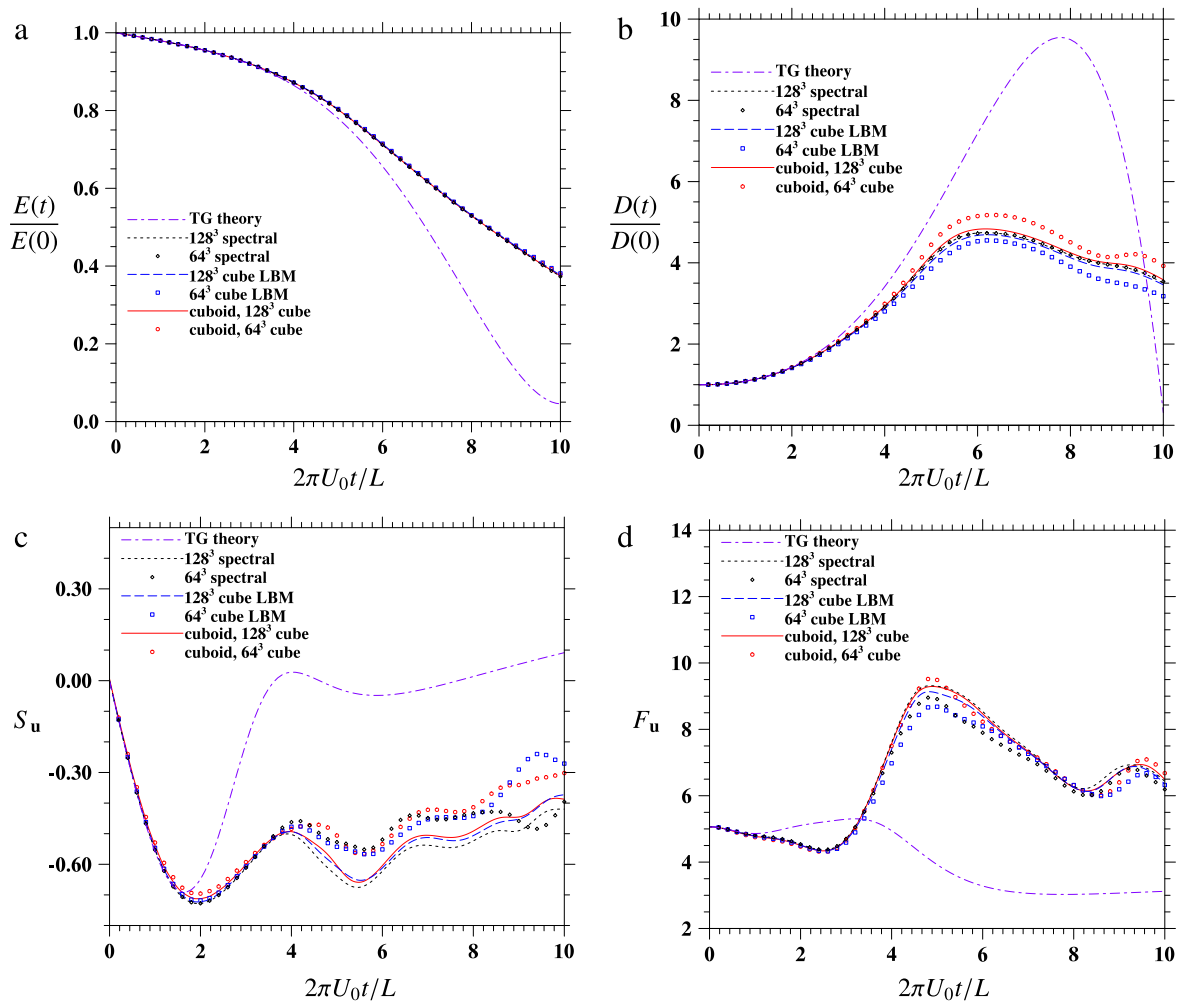 a
1.0
0.8
0.6
0.4
0.2
0.0
E(t)
E(0)
TG theory
128³ spectral
64³ spectral
128³ cube LBM
64³ cube LBM
cuboid, 128³ cube
cuboid, 64³ cube
0 2 4 6 8 10
2πU₀t/L
b
10
8
6
4
2
0
D(t)
D(0)
TG theory
128³ spectral
64³ spectral
128³ cube LBM
64³ cube LBM
cuboid, 128³ cube
cuboid, 64³ cube
0 2 4 6 8 10
2πU₀t/L
c
0.30
0.00
-0.30
-0.60
S𝐮
TG theory
128³ spectral
64³ spectral
128³ cube LBM
64³ cube LBM
cuboid, 128³ cube
cuboid, 64³ cube
0 2 4 6 8 10
2πU₀t/L
d
14
12
10
8
6
4
2
F𝐮
TG theory
128³ spectral
64³ spectral
128³ cube LBM
64³ cube LBM
cuboid, 128³ cube
cuboid, 64³ cube
0 2 4 6 8 10
2πU₀t/L